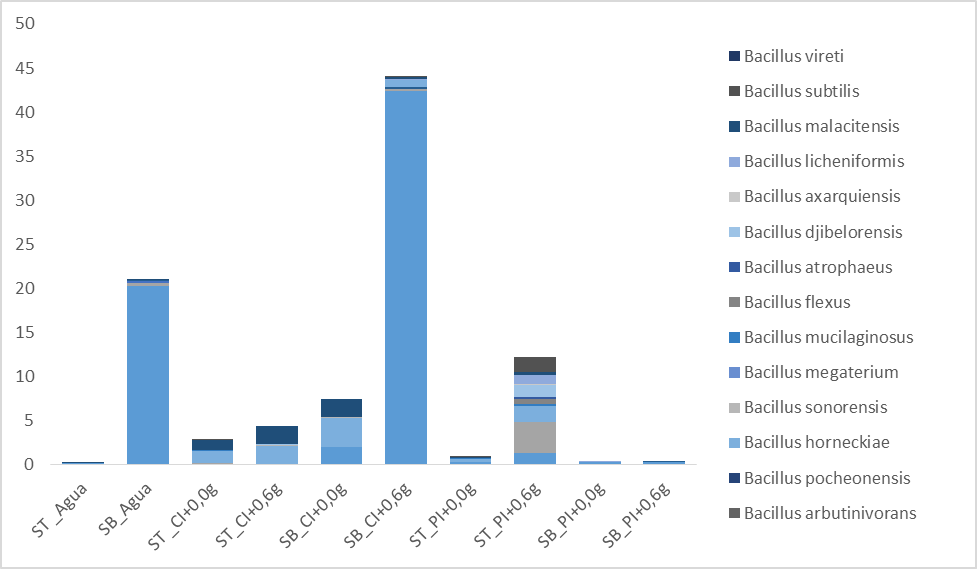 50
45
40
35
30
25
20
15
10
5
0
ST_Agua
SB_Agua
ST_CI+0,0g
ST_CI+0,6g
SB_CI+0,0g
SB_CI+0,6g
ST_PI+0,0g
ST_PI+0,6g
SB_PI+0,0g
SB_PI+0,6g
Bacillus vireti
Bacillus subtilis
Bacillus malacitensis
Bacillus licheniformis
Bacillus axarquiensis
Bacillus djibelorensis
Bacillus atrophaeus
Bacillus flexus
Bacillus mucilaginosus
Bacillus megaterium
Bacillus sonorensis
Bacillus horneckiae
Bacillus pocheonensis
Bacillus arbutinivorans